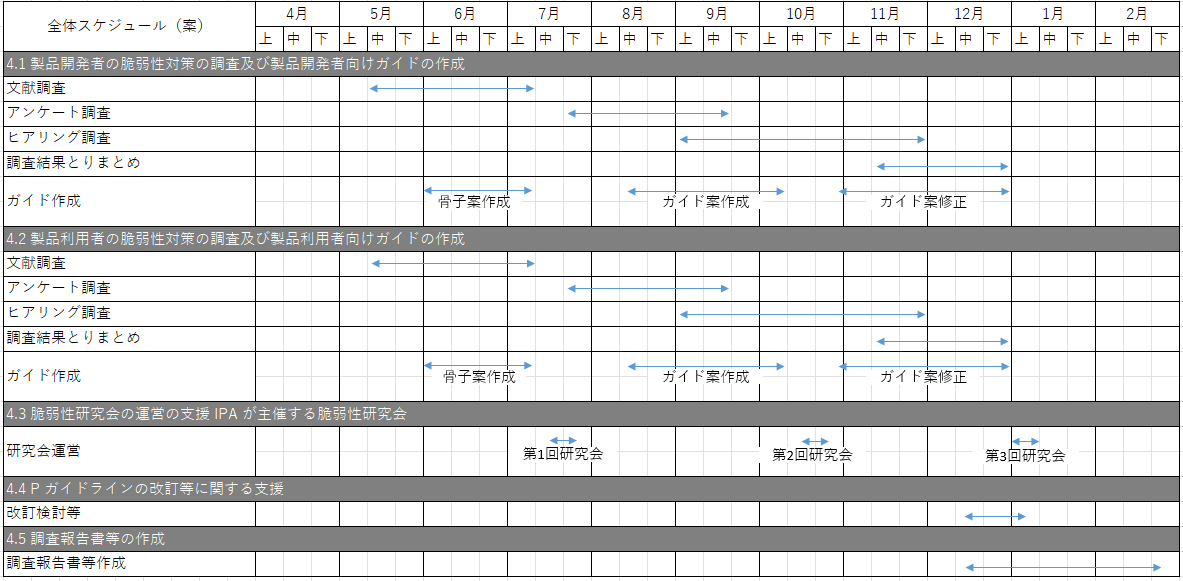 全体スケジュール（案）
4月 5月 6月 7月 8月 9月 10月 11月 12月 1月 2月
上 中 下 上 中 下 上 中 下 上 中 下 上 中 下 上 中 下 上 中 下 上 中 下 上 中 下 上 中 下 上 中 下
4.1 製品開発者の脆弱性対策の調査及び製品開発者向けガイドの作成
文献調査
アンケート調査
ヒアリング調査
調査結果とりまとめ
ガイド作成
骨子案作成 ガイド案作成 ガイド案修正
4.2 製品利用者の脆弱性対策の調査及び製品利用者向けガイドの作成
文献調査
アンケート調査
ヒアリング調査
調査結果とりまとめ
ガイド作成
骨子案作成 ガイド案作成 ガイド案修正
4.3 脆弱性研究会の運営の支援 IPA が主催する脆弱性研究会
研究会運営
第1回研究会 第2回研究会 第3回研究会
4.4 P ガイドラインの改訂等に関する支援
改訂検討等
4.5 調査報告書等の作成
調査報告書等作成